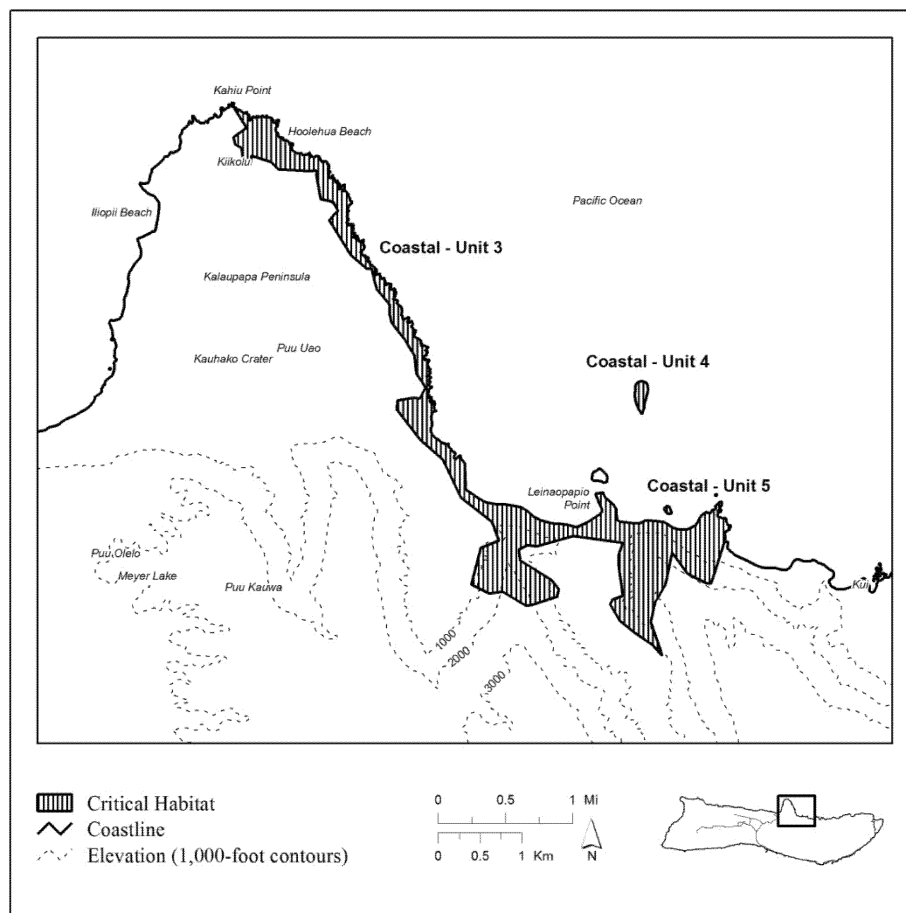 Kahiu Point
Hoolehua Beach
Kiikolu
Iliopii Beach
Pacific Ocean
Coastal - Unit 3
Kalaupapa Peninsula
Puu Uao
Kauhako Crater
Coastal - Unit 4
Leinaopapio
Point
Coastal - Unit 5
Puu Olelo
Meyer Lake
Puu Kauwa
Kui
1000
2000
3000
Critical Habitat
Coastline
Elevation (1,000-foot contours)
0 0.5 1 Mi
0 0.5 1 Km
N